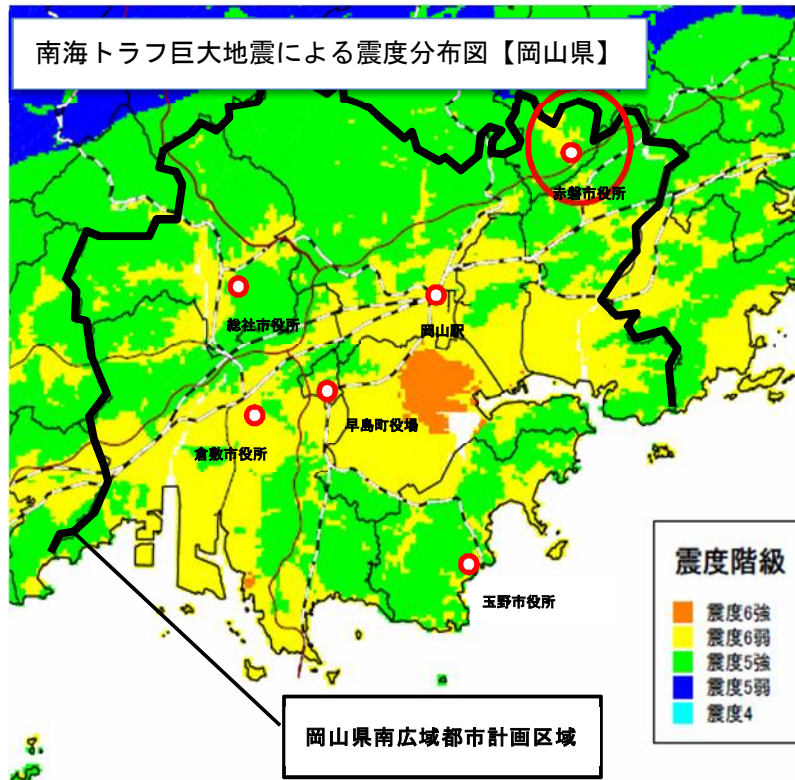 南海トラフ巨大地震による震度分布図【岡山県】
赤磐市役所
総社市役所
岡山駅
早島町役場
倉敷市役所
玉野市役所
震度階級
震度6強
震度6弱
震度5強
震度5弱
震度4
岡山県南広域都市計画区域